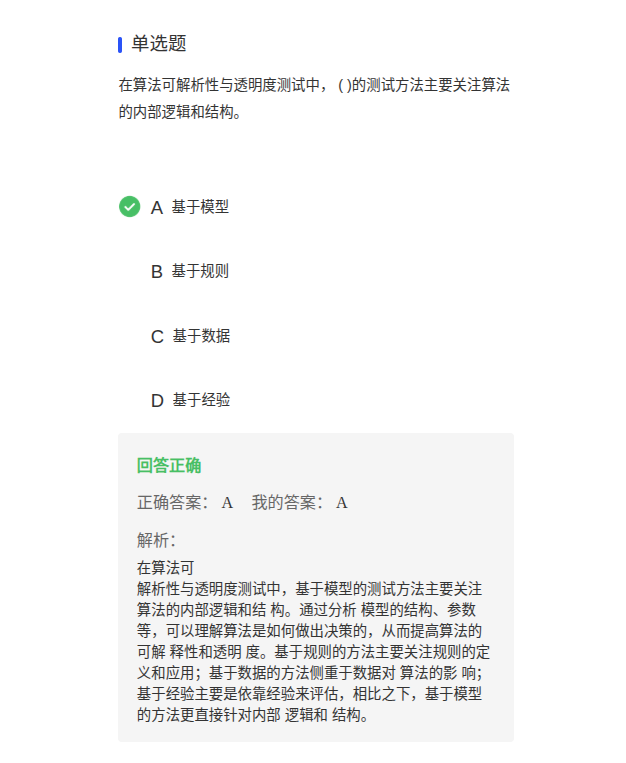 单选题
在算法可解析性与透明度测试中， ( )的测试方法主要关注算法
的内部逻辑和结构。
A 基于模型
B 基于规则
C 基于数据
D 基于经验
回答正确
正确答案： A 我的答案： A
解析：
在算法可
解析性与透明度测试中，基于模型的测试方法主要关注
算法的内部逻辑和结 构。通过分析 模型的结构、参数
等，可以理解算法是如何做出决策的，从而提高算法的
可解 释性和透明 度。基于规则的方法主要关注规则的定
义和应用；基于数据的方法侧重于数据对 算法的影 响；
基于经验主要是依靠经验来评估，相比之下，基于模型
的方法更直接针对内部 逻辑和 结构。